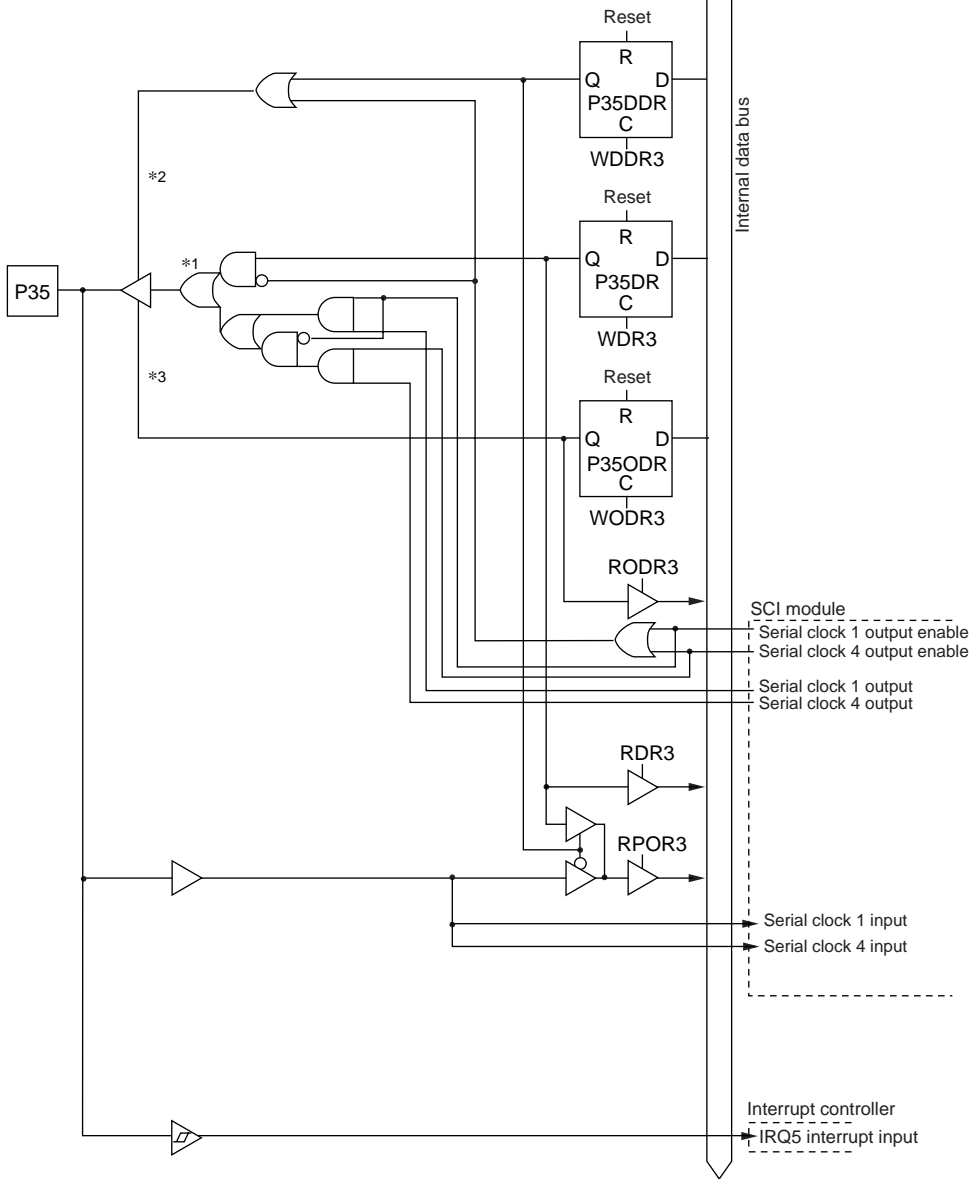 Reset
R
Q D
P35DDR
C
WDDR3
Internal data bus
*2
Reset
R
*1
Q D
P35DR
C
WDR3
P35
*3
Reset
R
Q D
P35ODR
C
WODR3
RODR3
SCI module
Serial clock 1 output enable
Serial clock 4 output enable
Serial clock 1 output
Serial clock 4 output
RDR3
RPOR3
Serial clock 1 input
Serial clock 4 input
Interrupt controller
IRQ5 interrupt input